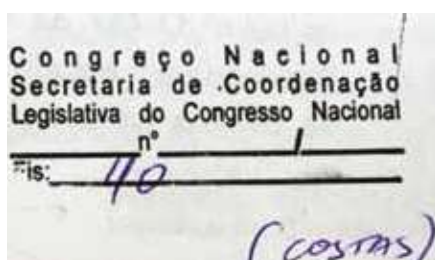 Congreço Nacional
Secretaria de Coordenação
Legislativa do Congresso Nacional
nº /
Fls: 40
(COSTAS)